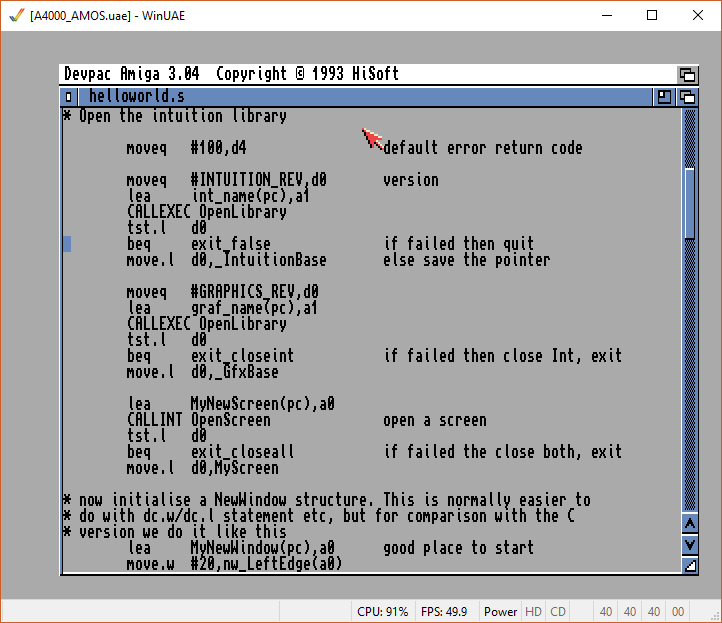 [A4000_AMOS.uae] - WinUAE
Devpac Amiga 3.04  Copyright © 1993 HiSoft
helloworld.s
* Open the intuition library
moveq   #100,d4                 default error return code
moveq   #INTUITION_REV,d0       version
lea     int_name(pc),a1
CALLEXEC OpenLibrary
tst.l   d0
beq     exit_false              if failed then quit
move.l  d0,_IntuitionBase       else save the pointer
moveq   #GRAPHICS_REV,d0
lea     graf_name(pc),a1
CALLEXEC OpenLibrary
tst.l   d0
beq     exit_closeint           if failed then close Int, exit
move.l  d0,_GfxBase
lea     MyNewScreen(pc),a0
CALLINT OpenScreen              open a screen
tst.l   d0
beq     exit_closeall           if failed the close both, exit
move.l  d0,MyScreen
* now initialise a NewWindow structure. This is normally easier to
* do with dc.w/dc.l statement etc, but for comparison with the C
* version we do it like this
lea     MyNewWindow(pc),a0      good place to start
move.w  #20,nw_LeftEdge(a0)
CPU: 91% FPS: 49.9 Power HD CD 40 40 40 00